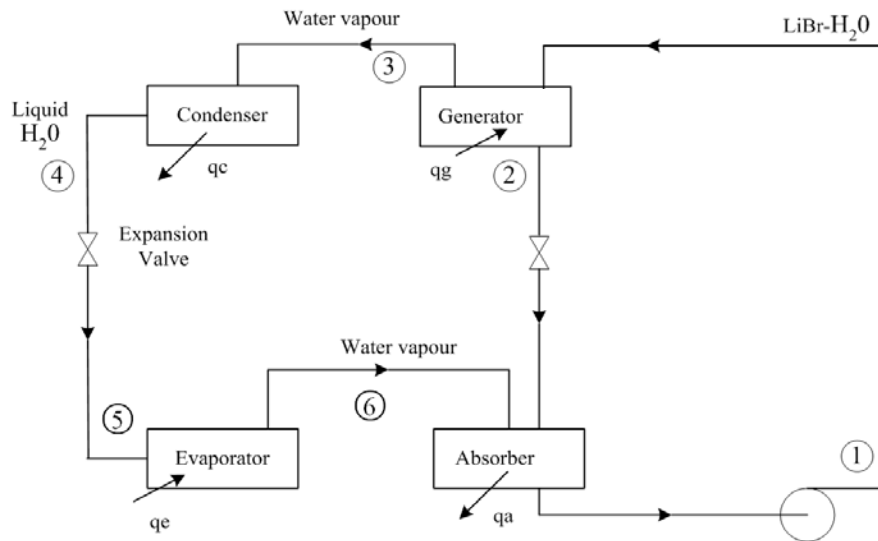 Water vapour
LiBr-H₂0
3
Condenser
Generator
Liquid
H₂0
qc
qg
2
4
Expansion
Valve
Water vapour
6
5
Evaporator
Absorber
1
qe
qa